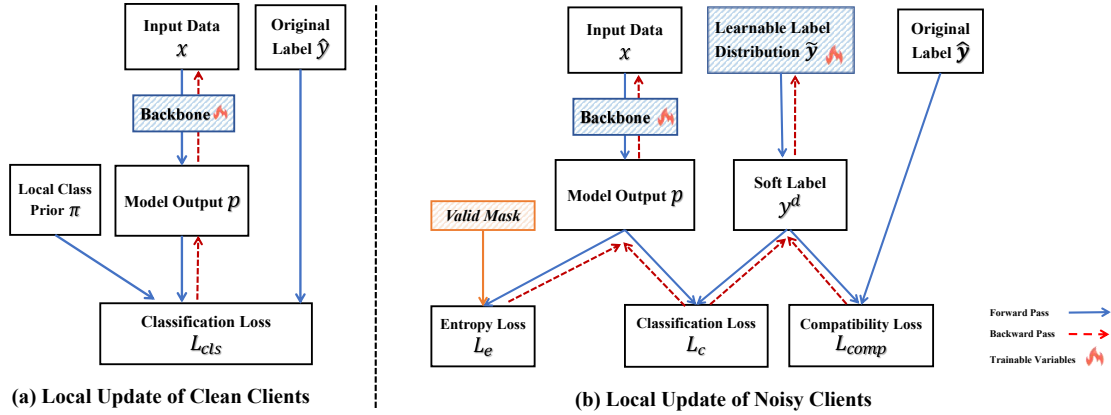 Input Data
x
Original
Label ŷ
Backbone
Local Class
Prior π
Model Output p
Classification Loss
L_cls
(a) Local Update of Clean Clients
Input Data
x
Learnable Label
Distribution ỹ
Original
Label ŷ
Backbone
Model Output p
Soft Label
y^d
Valid Mask
Entropy Loss
L_e
Classification Loss
L_c
Compatibility Loss
L_comp
Forward Pass
Backward Pass
Trainable Variables
(b) Local Update of Noisy Clients